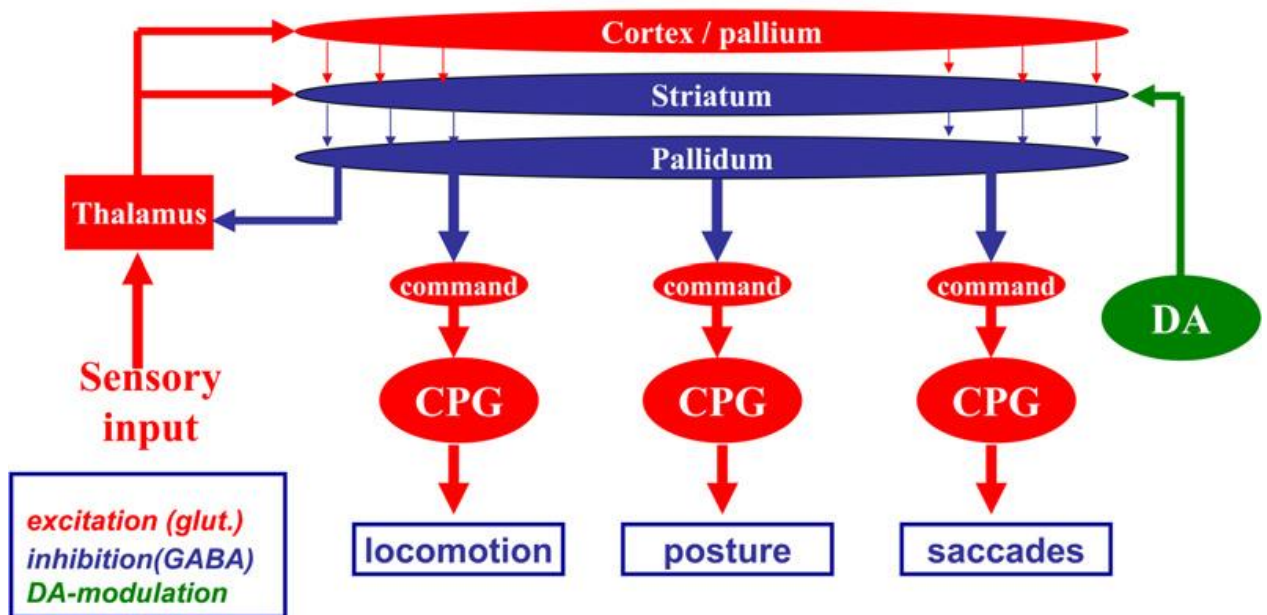 Cortex / pallium
Striatum
Pallidum
Thalamus
command
command
command
DA
Sensory
input
CPG
CPG
CPG
excitation (glut.)
inhibition(GABA)
DA-modulation
locomotion
posture
saccades